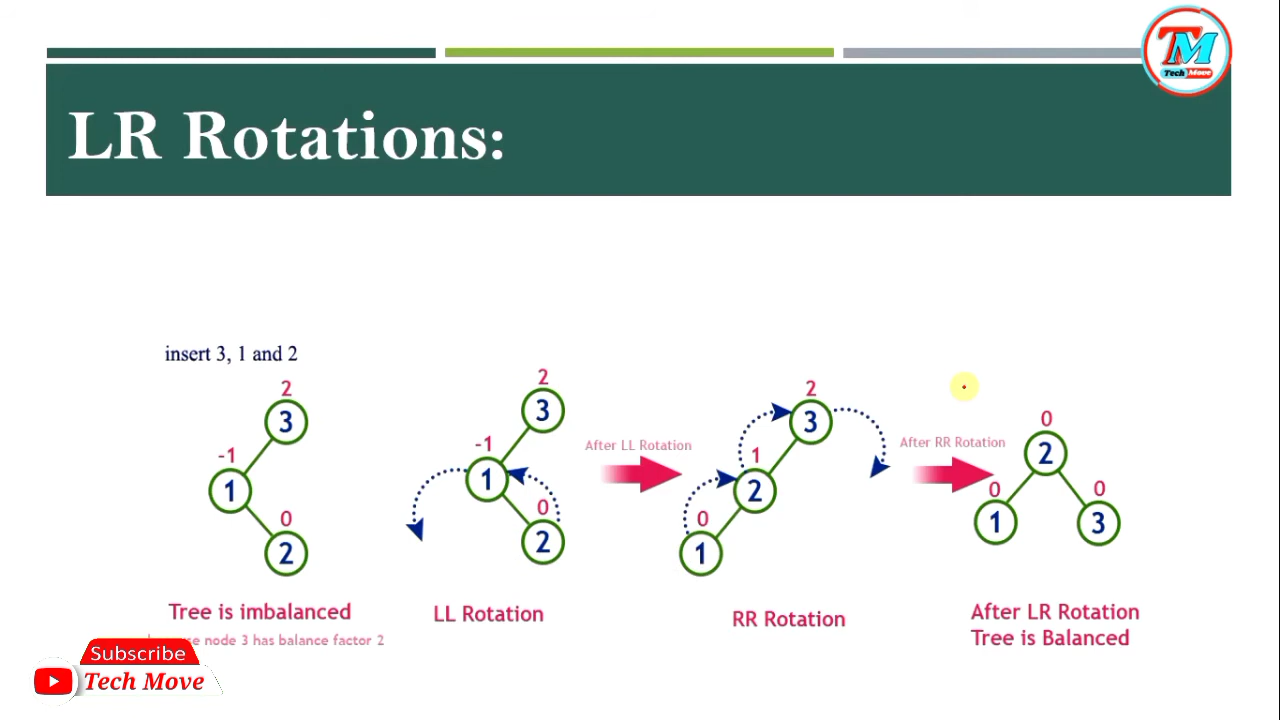 TM
Tech Move
LR Rotations:
insert 3, 1 and 2
2
3
-1
1
0
2
Tree is imbalanced
node 3 has balance factor 2
2
3
-1
1
0
2
LL Rotation
After LL Rotation
2
3
1
2
0
1
RR Rotation
After RR Rotation
0
2
0
1
0
3
After LR Rotation
Tree is Balanced
Subscribe
Tech Move